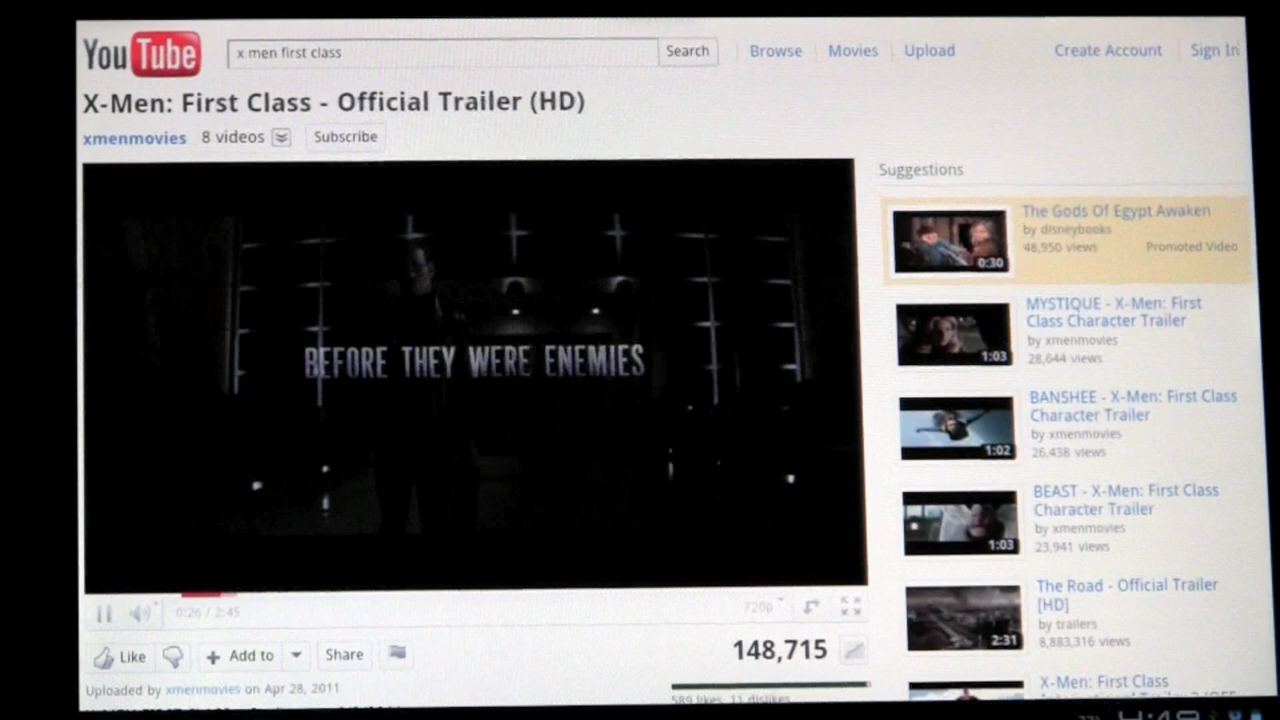 YouTube
x men first class
Search
Browse
Movies
Upload
Create Account
Sign In
X-Men: First Class - Official Trailer (HD)
xmenmovies 8 videos
Subscribe
BEFORE THEY WERE ENEMIES
0:26 / 2:45
720p
Like
Add to
Share
148,715
Uploaded by xmenmovies on Apr 28, 2011
589 likes, 11 dislikes
Suggestions
The Gods Of Egypt Awaken
by disneybooks
48,950 views
Promoted Video
0:30
MYSTIQUE - X-Men: First
Class Character Trailer
by xmenmovies
28,644 views
1:03
BANSHEE - X-Men: First Class
Character Trailer
by xmenmovies
26,438 views
1:02
BEAST - X-Men: First Class
Character Trailer
by xmenmovies
23,941 views
1:03
The Road - Official Trailer
[HD]
by trailers
8,883,316 views
2:31
X-Men: First Class